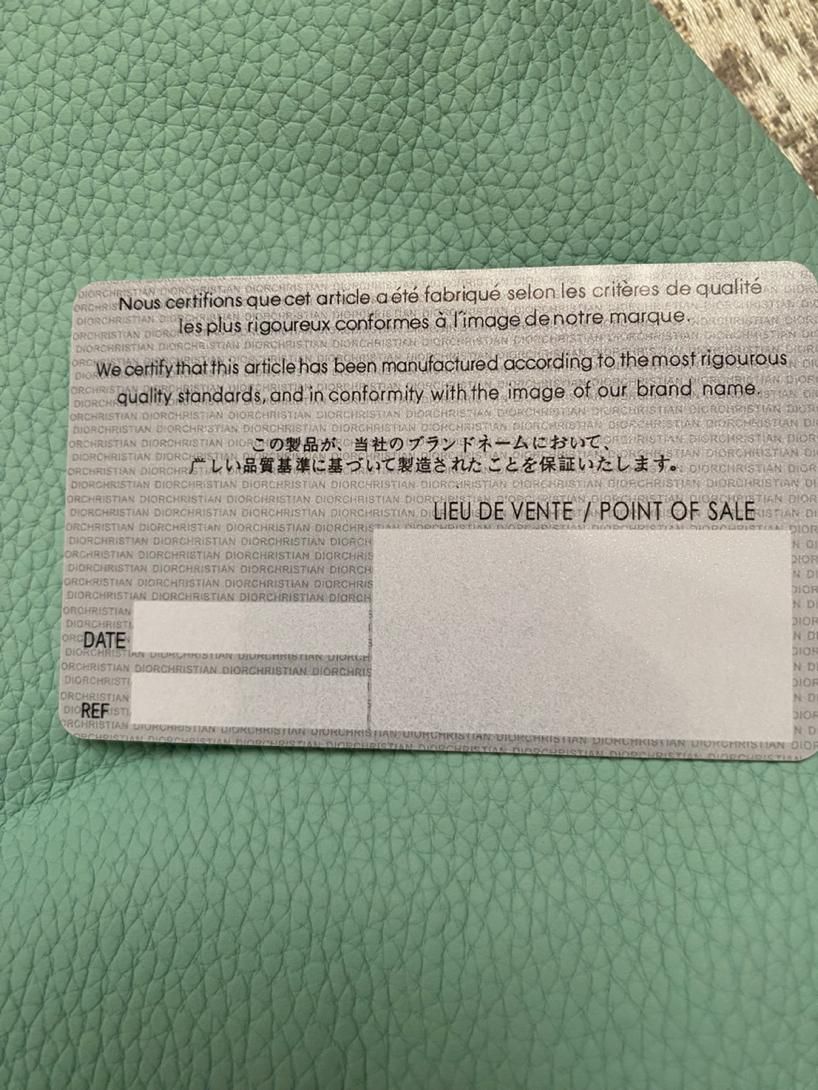 Nous certifions que cet article a été fabriqué selon les critères de qualité
les plus rigoureux conformes à l'image de notre marque.
We certify that this article has been manufactured according to the most rigourous
quality standards, and in conformity with the image of our brand name.
この製品が、当社のブランドネームにおいて、
しい品質基準に基づいて製造されたことを保証いたします。
LIEU DE VENTE / POINT OF SALE
DATE
REF